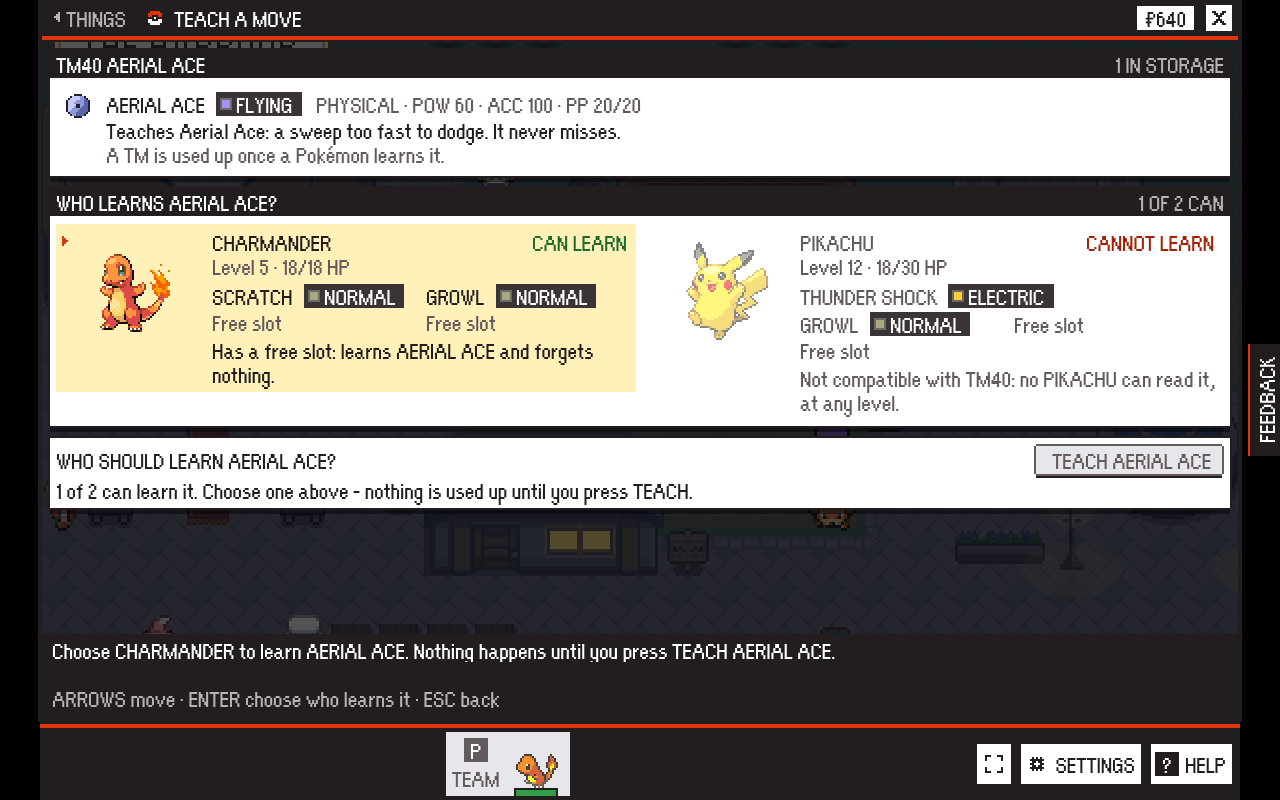 THINGS TEACH A MOVE ₽640 X
TM40 AERIAL ACE 1 IN STORAGE
AERIAL ACE FLYING PHYSICAL · POW 60 · ACC 100 · PP 20/20
Teaches Aerial Ace: a sweep too fast to dodge. It never misses.
A TM is used up once a Pokémon learns it.
WHO LEARNS AERIAL ACE? 1 OF 2 CAN
CHARMANDER CAN LEARN
Level 5 · 18/18 HP
SCRATCH NORMAL GROWL NORMAL
Free slot Free slot
Has a free slot: learns AERIAL ACE and forgets
nothing.
PIKACHU CANNOT LEARN
Level 12 · 18/30 HP
THUNDER SHOCK ELECTRIC
GROWL NORMAL Free slot
Free slot
Not compatible with TM40: no PIKACHU can read it,
at any level.
WHO SHOULD LEARN AERIAL ACE? TEACH AERIAL ACE
1 of 2 can learn it. Choose one above - nothing is used up until you press TEACH.
FEEDBACK
Choose CHARMANDER to learn AERIAL ACE. Nothing happens until you press TEACH AERIAL ACE.
ARROWS move · ENTER choose who learns it · ESC back
P
TEAM
SETTINGS ? HELP